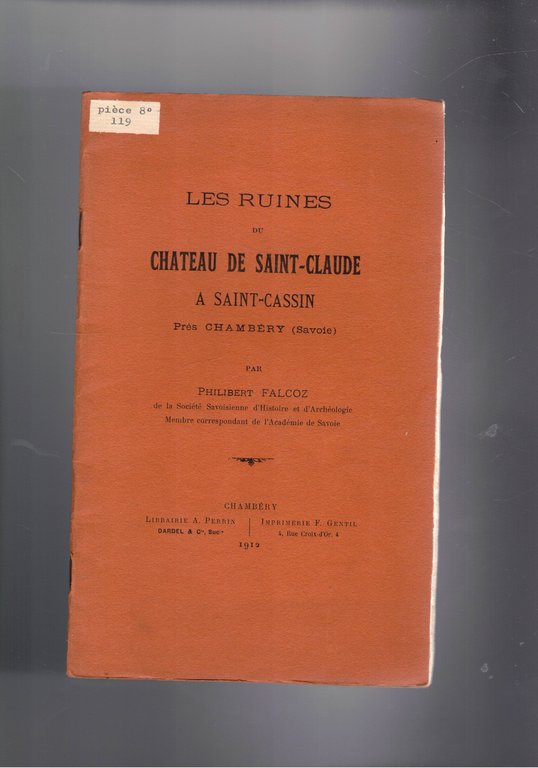 pièce 8º
119
LES RUINES
DU
CHATEAU DE SAINT-CLAUDE
A SAINT-CASSIN
Près CHAMBÉRY (Savoie)
PAR
PHILIBERT FALCOZ
de la Société Savoisienne d'Histoire et d'Archéologie
Membre correspondant de l'Académie de Savoie
CHAMBÉRY
LIBRAIRIE A. PERRIN
DARDEL & Cie, Succr
IMPRIMERIE F. GENTIL
4, Rue Croix-d'Or, 4
1912